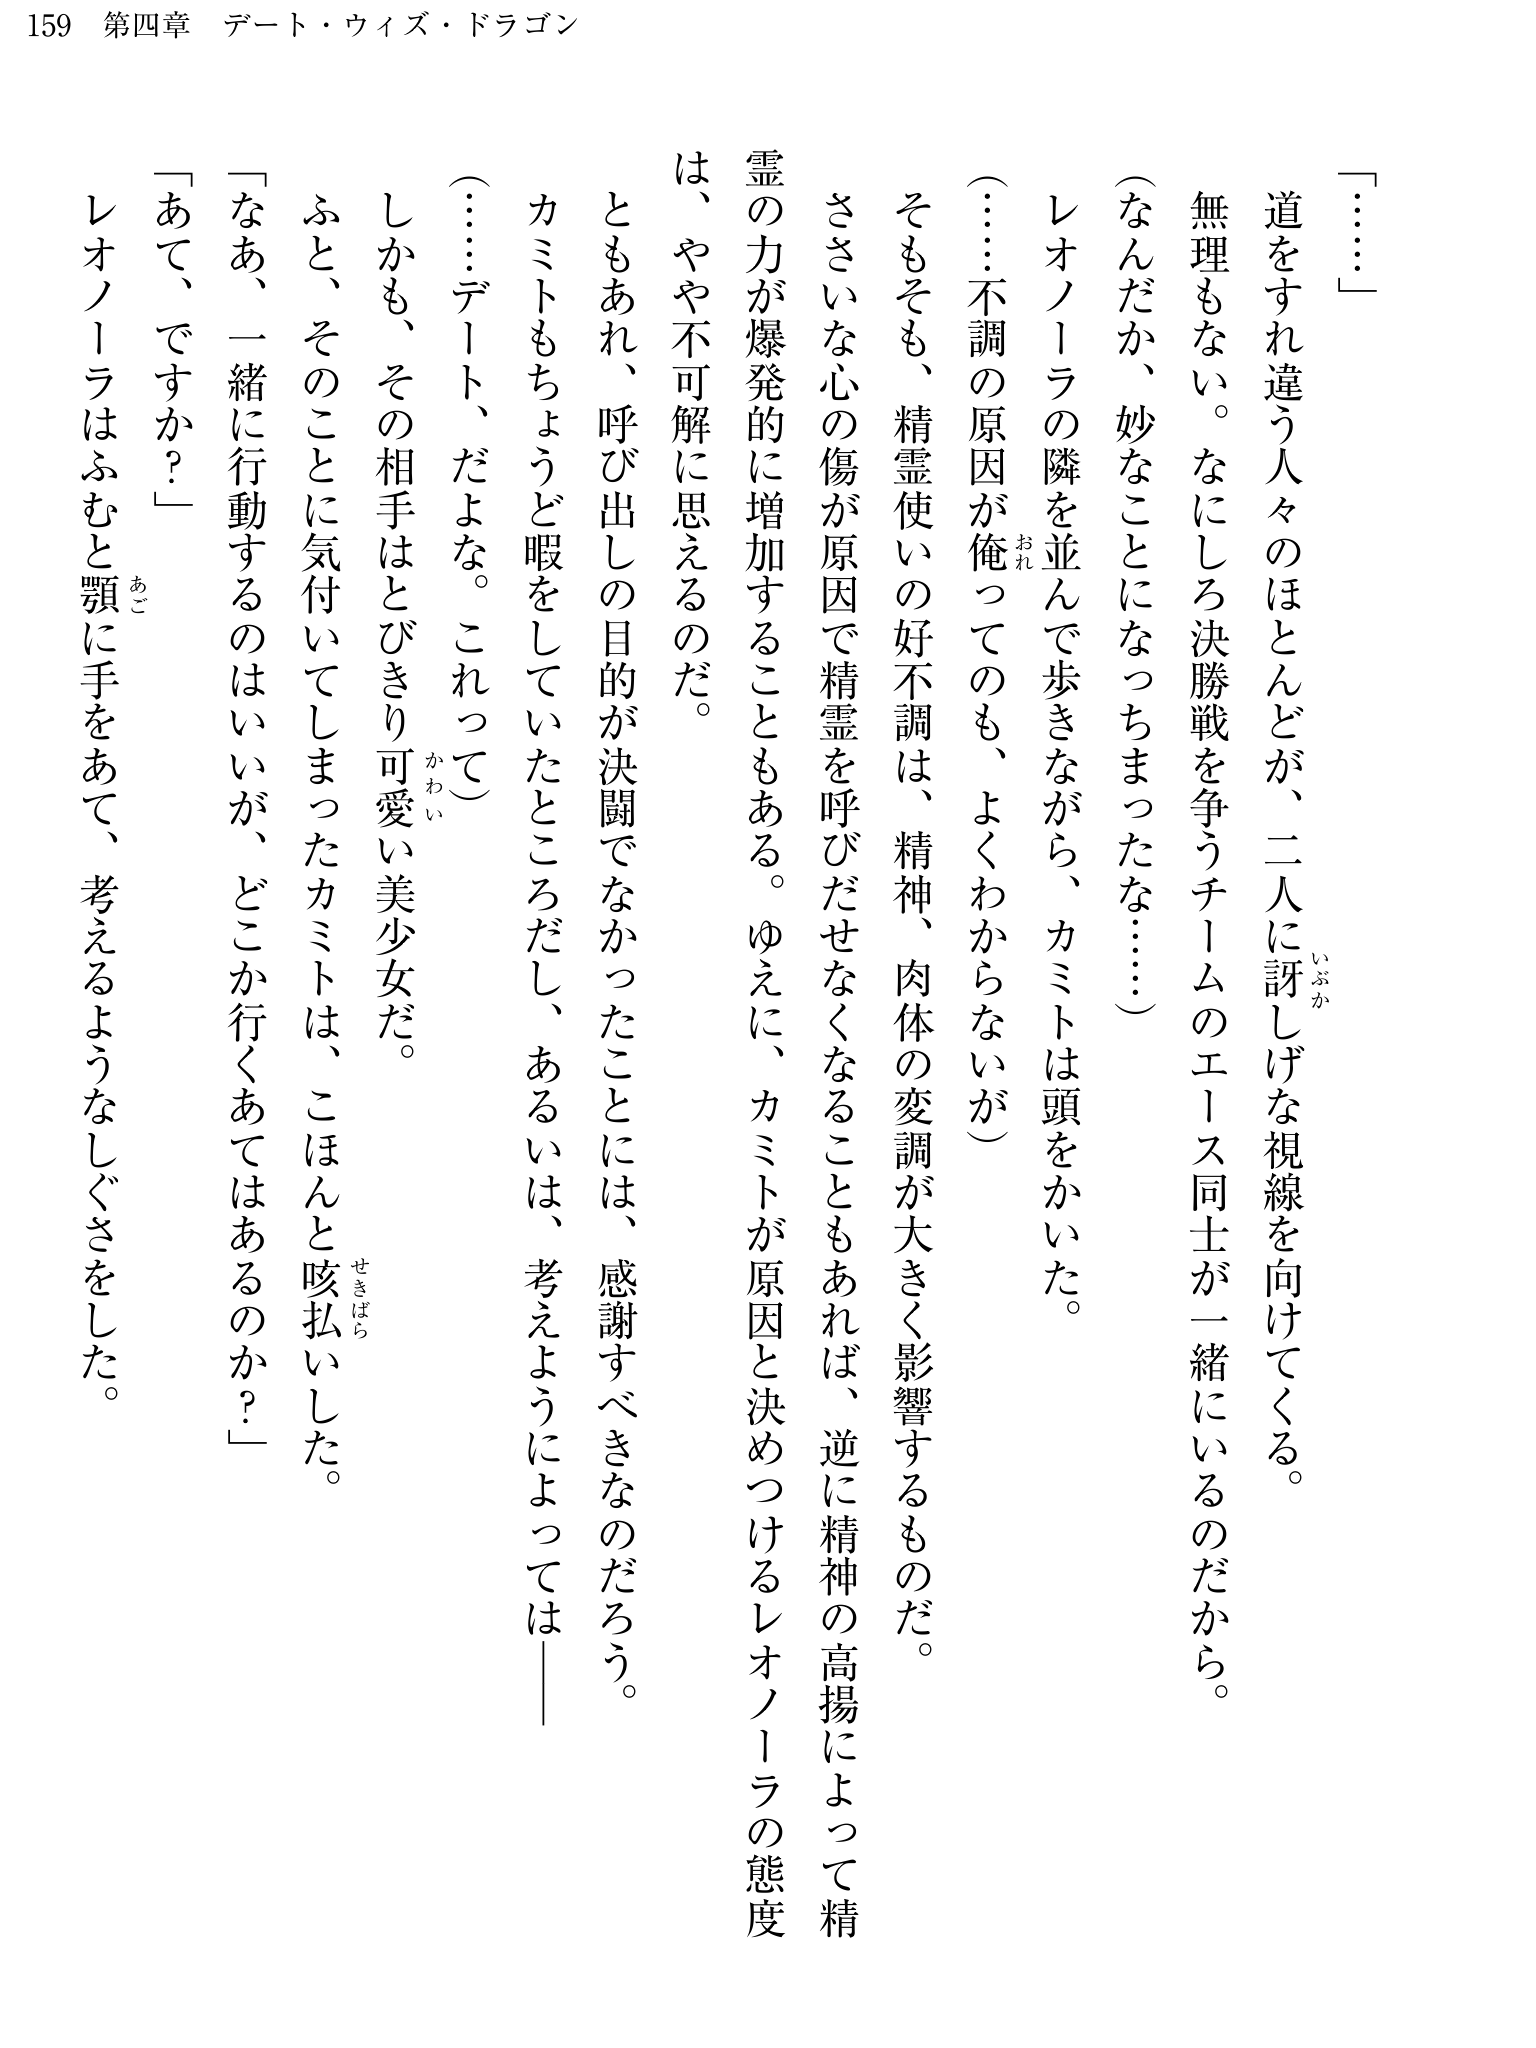 159　第四章　デート・ウィズ・ドラゴン
「……」
　道をすれ違う人々のほとんどが、二人に訝しげな視線を向けてくる。
　無理もない。なにしろ決勝戦を争うチームのエース同士が一緒にいるのだから。
（なんだか、妙なことになっちまったな……）
　レオノーラの隣を並んで歩きながら、カミトは頭をかいた。
（……不調の原因が俺ってのも、よくわからないが）
　そもそも、精霊使いの好不調は、精神、肉体の変調が大きく影響するものだ。
　ささいな心の傷が原因で精霊を呼びだせなくなることもあれば、逆に精神の高揚によって精
霊の力が爆発的に増加することもある。ゆえに、カミトが原因と決めつけるレオノーラの態度
は、やや不可解に思えるのだ。
　ともあれ、呼び出しの目的が決闘でなかったことには、感謝すべきなのだろう。
　カミトもちょうど暇をしていたところだし、あるいは、考えようによっては――
（……デート、だよな。これって）
　しかも、その相手はとびきり可愛い美少女だ。
　ふと、そのことに気付いてしまったカミトは、こほんと咳払いした。
「なあ、一緒に行動するのはいいが、どこか行くあてはあるのか？」
「あて、ですか？」
　レオノーラはふむと顎に手をあて、考えるようなしぐさをした。